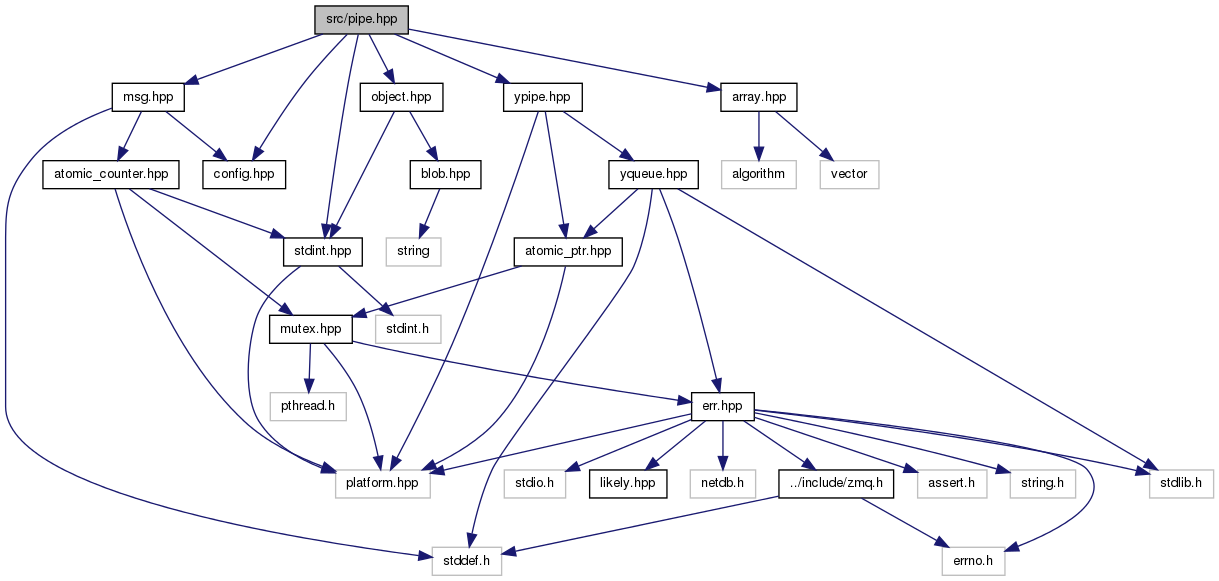 src/pipe.hpp
msg.hpp
object.hpp
ypipe.hpp
array.hpp
atomic_counter.hpp
config.hpp
blob.hpp
yqueue.hpp
algorithm
vector
stdint.hpp
string
atomic_ptr.hpp
mutex.hpp
stdint.h
pthread.h
err.hpp
platform.hpp
stdio.h
likely.hpp
netdb.h
../include/zmq.h
assert.h
string.h
stdlib.h
stddef.h
errno.h